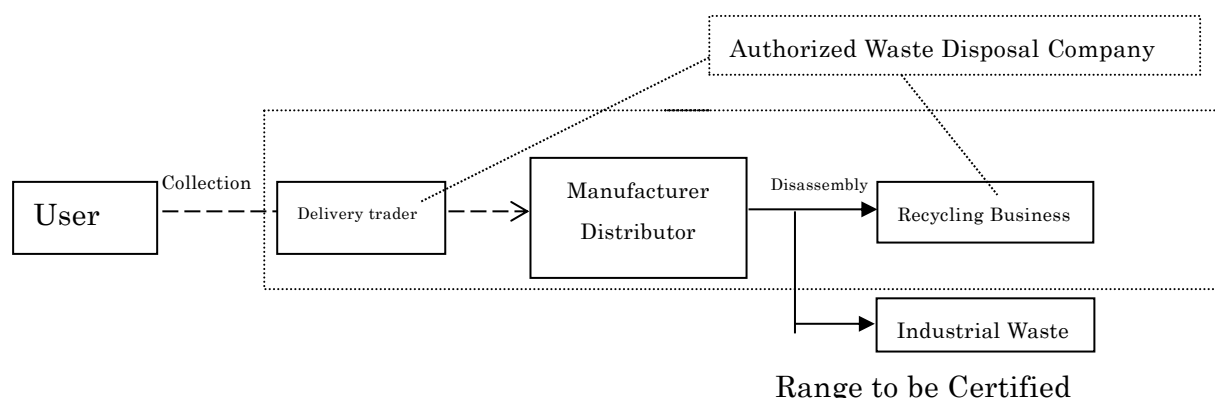 Authorized Waste Disposal Company
Collection
User
Delivery trader
Manufacturer
Distributor
Disassembly
Recycling Business
Industrial Waste
Range to be Certified